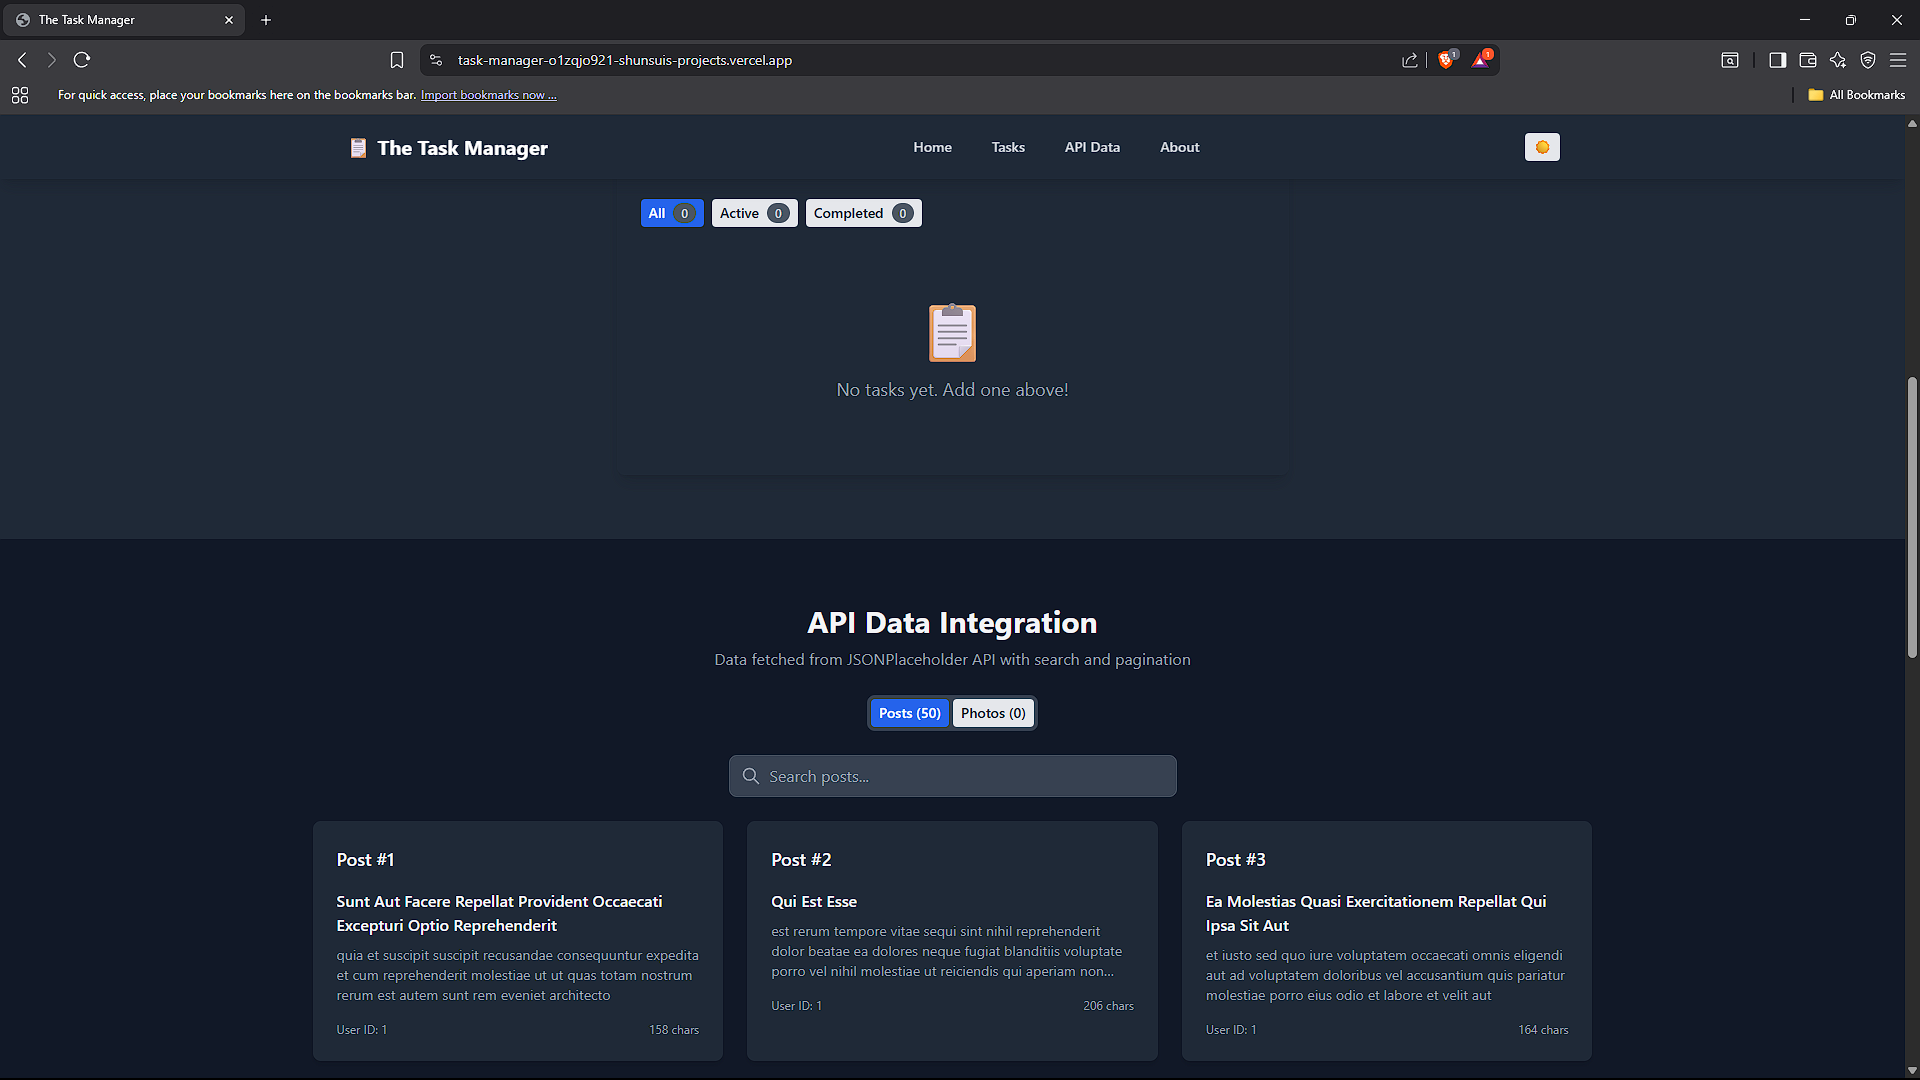 The Task Manager
task-manager-o1zqjo921-shunsuis-projects.vercel.app
1
1
For quick access, place your bookmarks here on the bookmarks bar. Import bookmarks now ...
All Bookmarks
The Task Manager
Home
Tasks
API Data
About
All 0
Active 0
Completed 0
No tasks yet. Add one above!
API Data Integration
Data fetched from JSONPlaceholder API with search and pagination
Posts (50)
Photos (0)
Search posts...
Post #1
Sunt Aut Facere Repellat Provident Occaecati
Excepturi Optio Reprehenderit
quia et suscipit suscipit recusandae consequuntur expedita
et cum reprehenderit molestiae ut ut quas totam nostrum
rerum est autem sunt rem eveniet architecto
User ID: 1
158 chars
Post #2
Qui Est Esse
est rerum tempore vitae sequi sint nihil reprehenderit
dolor beatae ea dolores neque fugiat blanditiis voluptate
porro vel nihil molestiae ut reiciendis qui aperiam non...
User ID: 1
206 chars
Post #3
Ea Molestias Quasi Exercitationem Repellat Qui
Ipsa Sit Aut
et iusto sed quo iure voluptatem occaecati omnis eligendi
aut ad voluptatem doloribus vel accusantium quis pariatur
molestiae porro eius odio et labore et velit aut
User ID: 1
164 chars